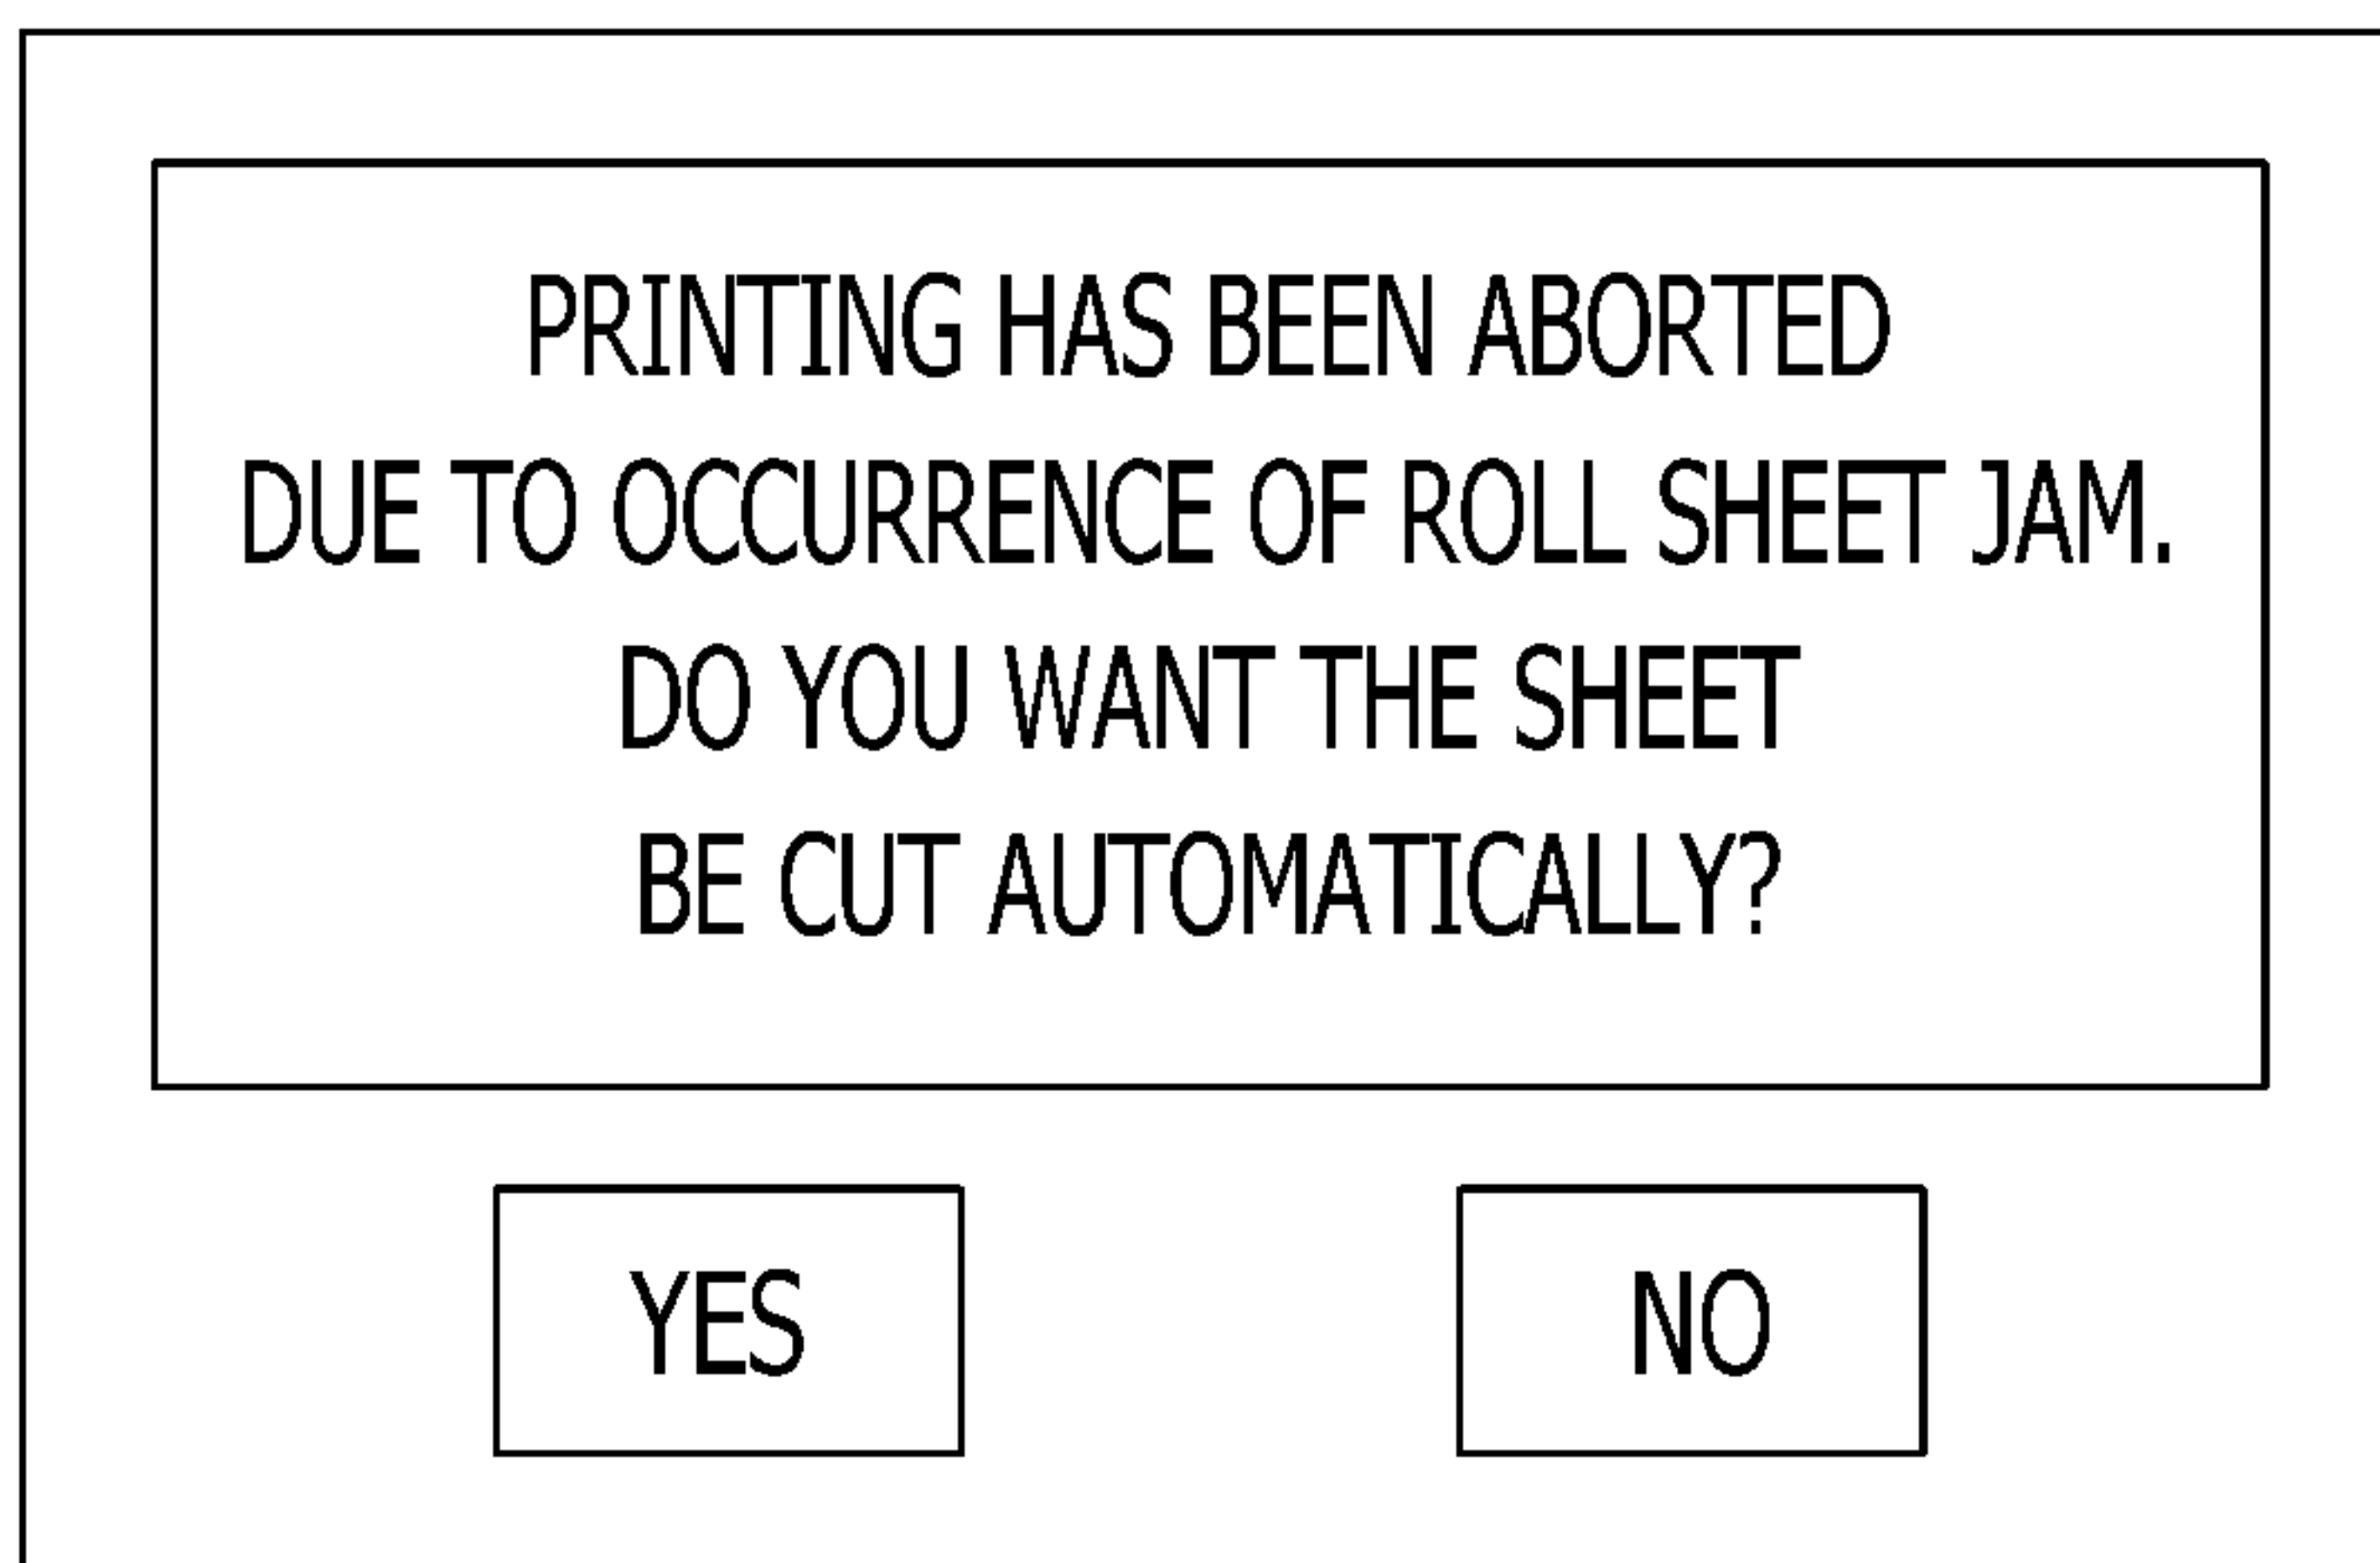 PRINTING HAS BEEN ABORTED
DUE TO OCCURRENCE OF ROLL SHEET JAM.
DO YOU WANT THE SHEET
BE CUT AUTOMATICALLY?
YES
NO